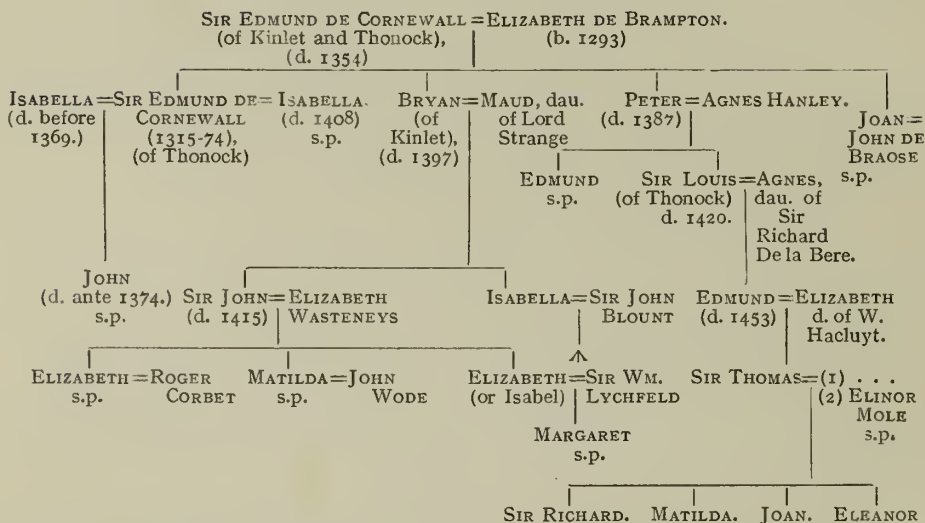 SIR EDMUND DE CORNEWALL = ELIZABETH DE BRAMPTON.
(of Kinlet and Thonock), (b. 1293)
(d. 1354)
ISABELLA = SIR EDMUND DE = ISABELLA. BRYAN = MAUD, dau. PETER = AGNES HANLEY. JOAN =
(d. before CORNEWALL (d. 1408) (of of Lord (d. 1387) JOHN DE
1369.) (1315-74), s.p. Kinlet), Strange BRAOSE
(of Thonock) (d. 1397) s.p.
EDMUND SIR LOUIS = AGNES,
s.p. (of Thonock) dau. of
d. 1420. Sir
Richard
De la Bere.
JOHN
(d. ante 1374.) SIR JOHN = ELIZABETH ISABELLA = SIR JOHN EDMUND = ELIZABETH
s.p. (d. 1415) WASTENEYS BLOUNT (d. 1453) d. of W.
Hacluyt.
ELIZABETH = ROGER MATILDA = JOHN ELIZABETH = SIR WM. SIR THOMAS = (1) . . .
s.p. CORBET s.p. WODE (or Isabel) LYCHFELD (2) ELINOR
MOLE
s.p.
MARGARET
s.p.
SIR RICHARD. MATILDA. JOAN. ELEANOR